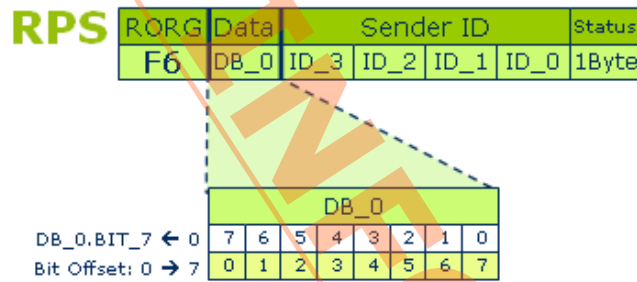 RPS RORG Data Sender ID Status
F6 DB_0 ID_3 ID_2 ID_1 ID_0 1Byte
DB_0
DB_0.BIT_7 ← 0 7 6 5 4 3 2 1 0
Bit Offset: 0 → 7 0 1 2 3 4 5 6 7